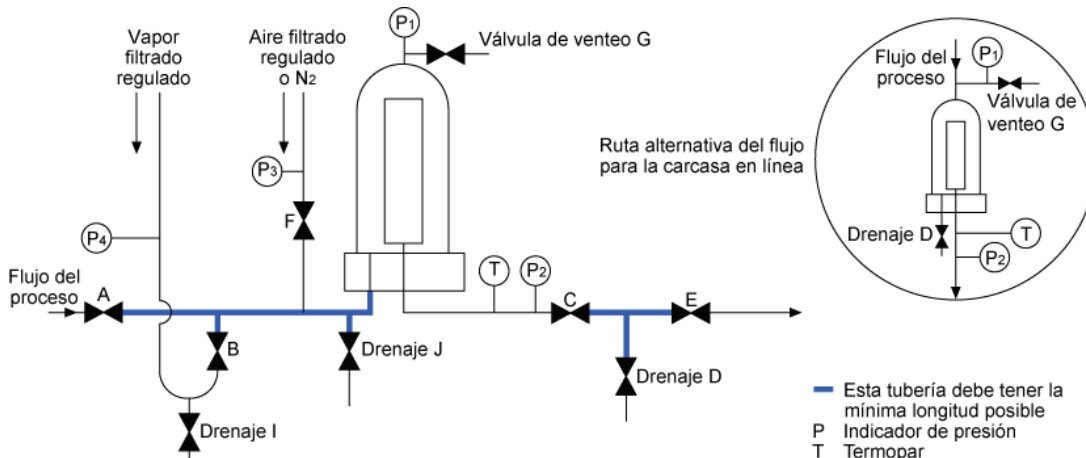 Vapor
filtrado
regulado
Aire filtrado
regulado
o N2
P1
Válvula de venteo G
P3
F
P4
Flujo del
proceso
A
B
Drenaje I
Drenaje J
T
P2
C
E
Drenaje D
Flujo del
proceso
P1
Válvula de
venteo G
Ruta alternativa del flujo
para la carcasa en línea
Drenaje D
T
P2
Esta tubería debe tener la
mínima longitud posible
P Indicador de presión
T Termopar